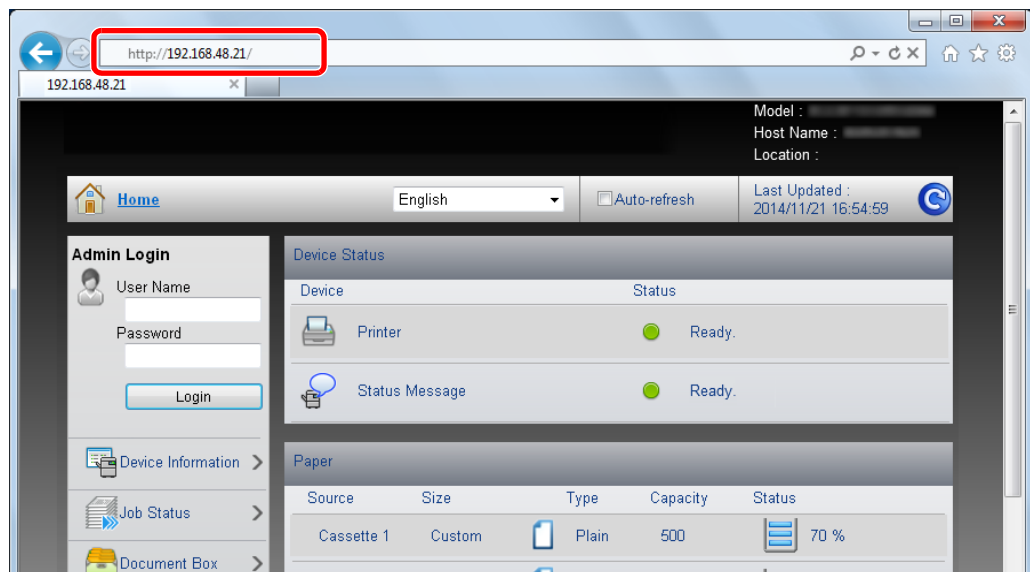 http://192.168.48.21/
192.168.48.21
Model :
Host Name :
Location :
Home
English
Auto-refresh
Last Updated :
2014/11/21 16:54:59
Admin Login
User Name
Password
Login
Device Information
Job Status
Document Box
Device Status
Device Status
Printer Ready.
Status Message Ready.
Paper
Source Size Type Capacity Status
Cassette 1 Custom Plain 500 70 %